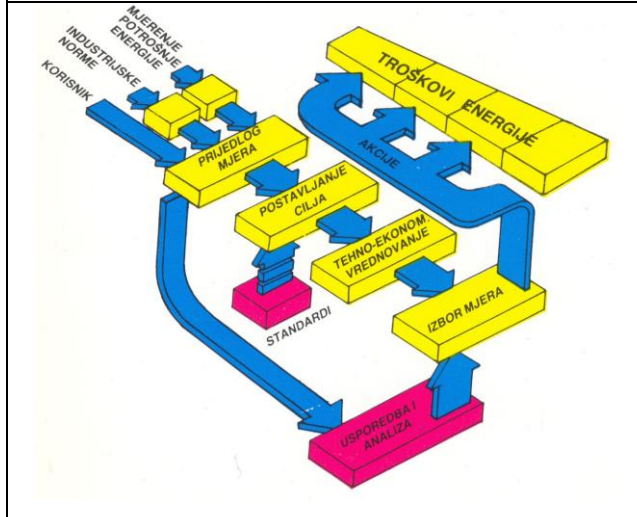 MJERENJE
POTROŠNJE
ENERGIJE
INDUSTRIJSKE
NORME
KORISNIK
TROŠKOVI ENERGIJE
AKCIJE
PRIJEDLOG
MJERA
POSTAVLJANJE
CILJA
TEHNO-EKONOM.
VREDNOVANJE
IZBOR MJERA
STANDARDI
USPOREDBA I
ANALIZA